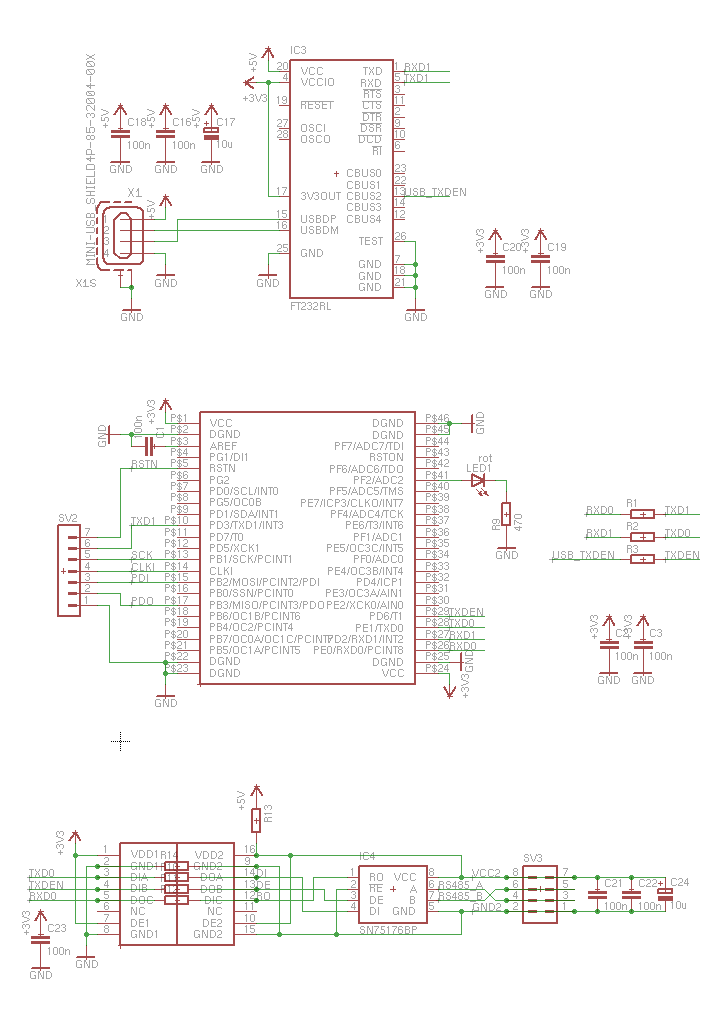 IC3
MINI-USB_SHIELD4P-85-32004-00X
+5V
20 VCC TXD 1 RXD1
4 VCCIO RXD 5 TXD1
+3V3
RTS 3
19 RESET CTS 11
DTR 2
27 OSCI DSR 9
28 OSCO DCD 10
RI 6
+5V C18 100n GND
+5V C16 100n GND
+5V C17 10u GND
CBUS0 23
CBUS1 22
17 3V3OUT CBUS2 13 USB_TXDEN
CBUS3 14
15 USBDP CBUS4 12
16 USBDM
TEST 26
25 GND GND 7
GND 18
GND 21
FT232RL
GND
GND
X1
+5V
1
2
3
4
GND
X1S
GND
+3V3 C20 100n GND
+3V3 C19 100n GND
+3V3
GND
C1
100n
P$1 VCC DGND P$46 GND
P$2 DGND DGND P$45
P$3 AREF PF7/ADC7/TDI P$44
P$4 PG1/DI1 RSTON P$43
RSTN P$5 RSTN PF6/ADC6/TDO P$42
P$6 PG2 PF2/ADC2 P$41
P$7 PD0/SCL/INT0 PF5/ADC5/TMS P$40
P$8 PG5/OC0B PE7/ICP3/CLKO/INT7 P$39
P$9 PD1/SDA/INT1 PF4/ADC4/TCK P$38
TXD1 P$10 PD3/TXD1/INT3 PE6/T3/INT6 P$37
P$11 PD7/T0 PF1/ADC1 P$36
P$12 PD5/XCK1 PE5/OC3C/INT5 P$35
SCK P$13 PB1/SCK/PCINT1 PF0/ADC0 P$34
CLKI P$14 CLKI PE4/OC3B/INT4 P$33
PDI P$15 PB2/MOSI/PCINT2/PDI PD4/ICP1 P$32
P$16 PB0/SSN/PCINT0 PE3/OC3A/AIN1 P$31
PDO P$17 PB3/MISO/PCINT3/PDO PE2/XCK0/AIN0 P$30
P$18 PB6/OC1B/PCINT6 PD6/T1 P$29 TXDEN
P$19 PB4/OC2/PCINT4 PE1/TXD0 P$28 TXD0
P$20 PB7/OC0A/OC1C/PCINT7 PD2/RXD1/INT2 P$27 RXD1
P$21 PB5/OC1A/PCINT5 PE0/RXD0/PCINT8 P$26 RXD0
P$22 DGND DGND P$25 GND
P$23 DGND VCC P$24
+3V3
GND
SV2
7
6
5
4
3
2
1
rot
LED1
R9
470
GND
RXD0 R1 TXD1
RXD1 R2 TXD0
USB_TXDEN R3 TXDEN
+3V3 100n GND
+3V3 C3 100n GND
+5V
R13
+3V3
1 VDD1 R14 VDD2 16
2 GND1 GND2 9
TXD0 3 DIA DOA 14 DI
TXDEN 4 DIB DOB 13 DE
RXD0 5 DOC DIC 12 RO
6 NC NC 11
7 DE1 DE2 10
8 GND1 GND2 15
GND
+3V3 C23 100n GND
IC4
1 RO VCC 8 VCC2
2 RE A 6 RS485_A
3 DE B 7 RS485_B
4 DI GND 5 GND2
SN75176BP
SV3
8 7
6 5
4 3
2 1
C21 100n
C22 100n
C24 10u